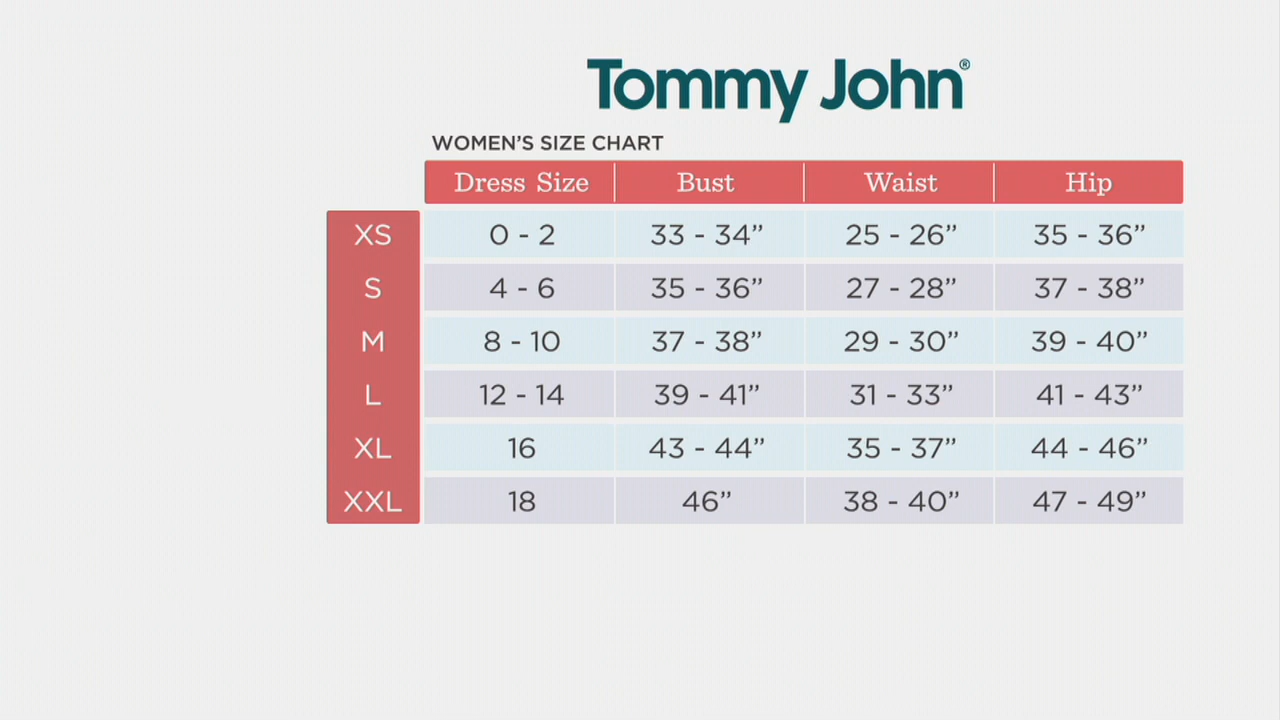 Tommy John®
WOMEN’S SIZE CHART
Dress Size Bust Waist Hip
XS 0 - 2 33 - 34” 25 - 26” 35 - 36”
S 4 - 6 35 - 36” 27 - 28” 37 - 38”
M 8 - 10 37 - 38” 29 - 30” 39 - 40”
L 12 - 14 39 - 41” 31 - 33” 41 - 43”
XL 16 43 - 44” 35 - 37” 44 - 46”
XXL 18 46” 38 - 40” 47 - 49”